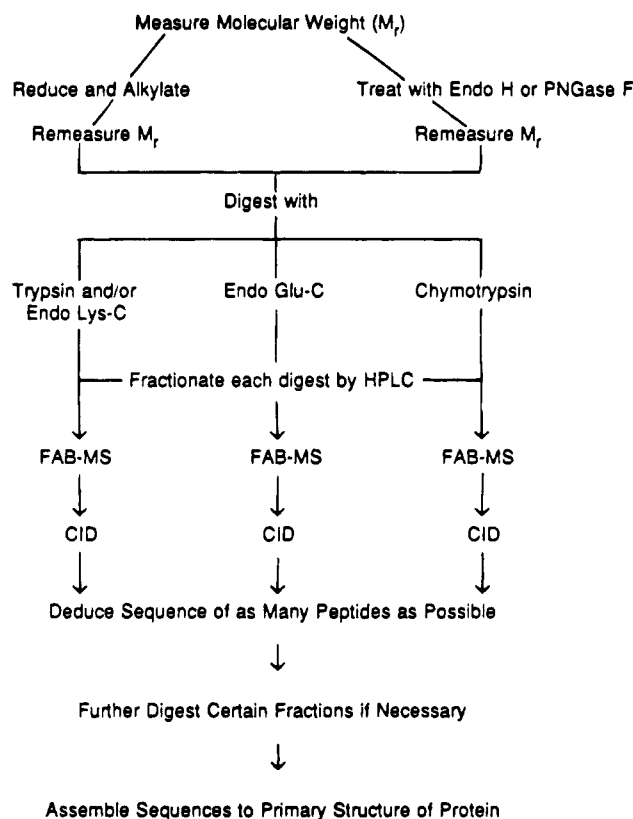 Measure Molecular Weight (Mr)
Reduce and Alkylate
Treat with Endo H or PNGase F
Remeasure Mr
Remeasure Mr
Digest with
Trypsin and/or
Endo Lys-C
Endo Glu-C
Chymotrypsin
Fractionate each digest by HPLC
FAB-MS
FAB-MS
FAB-MS
CID
CID
CID
Deduce Sequence of as Many Peptides as Possible
Further Digest Certain Fractions if Necessary
Assemble Sequences to Primary Structure of Protein